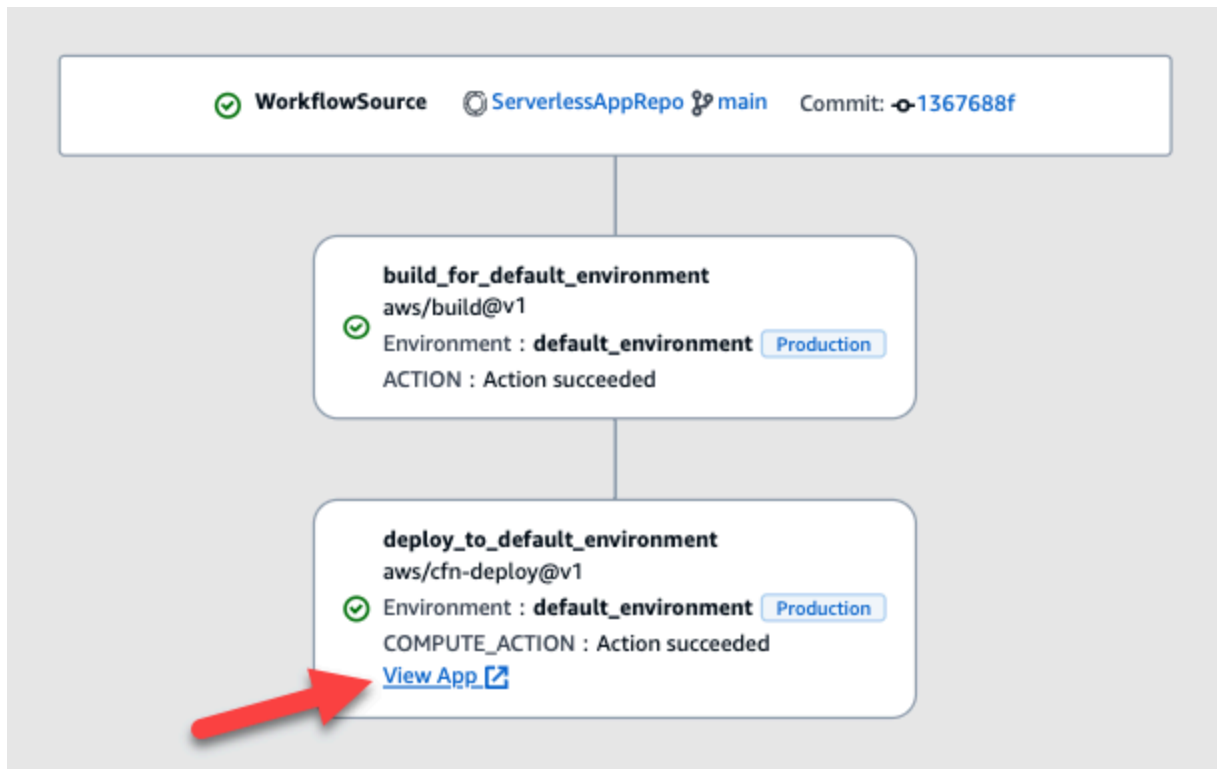 WorkflowSource ServerlessAppRepo main Commit: 1367688f
build_for_default_environment
aws/build@v1
Environment : default_environment Production
ACTION : Action succeeded
deploy_to_default_environment
aws/cfn-deploy@v1
Environment : default_environment Production
COMPUTE_ACTION : Action succeeded
View App